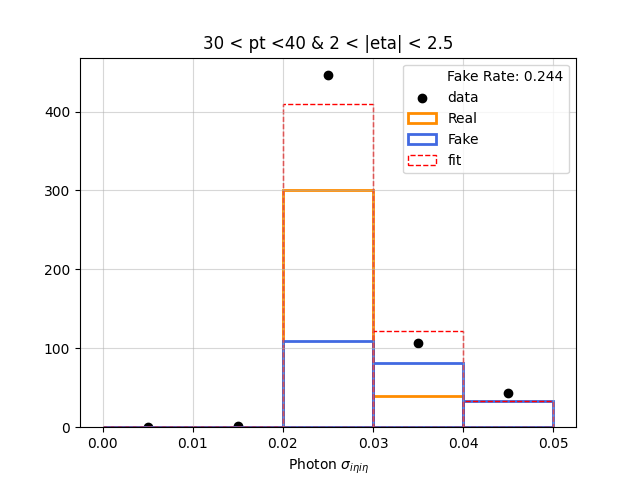 30 < pt <40 & 2 < |eta| < 2.5
Fake Rate: 0.244
data
Real
Fake
fit
400
300
200
100
0
0.00 0.01 0.02 0.03 0.04 0.05
Photon σiηiη